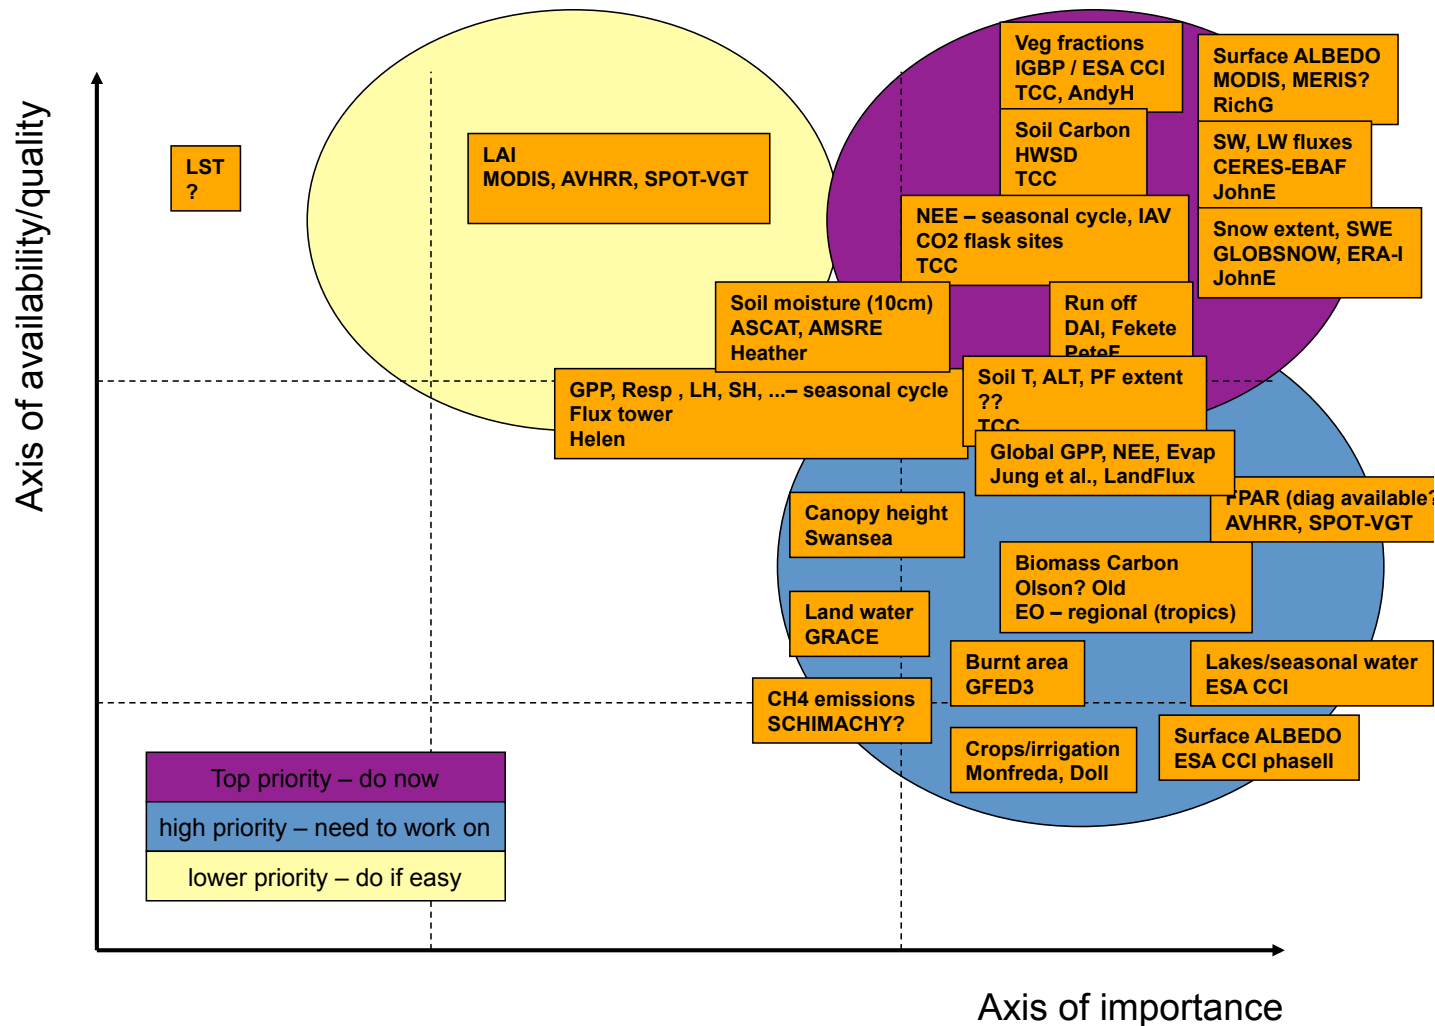 Axis of availability/quality
LST
?
LAI
MODIS, AVHRR, SPOT-VGT
Veg fractions
IGBP / ESA CCI
TCC, AndyH
Surface ALBEDO
MODIS, MERIS?
RichG
Soil Carbon
HWSD
TCC
SW, LW fluxes
CERES-EBAF
JohnE
NEE – seasonal cycle, IAV
CO2 flask sites
TCC
Snow extent, SWE
GLOBSNOW, ERA-I
JohnE
Soil moisture (10cm)
ASCAT, AMSRE
Heather
Run off
DAI, Fekete
GPP, Resp , LH, SH, ...– seasonal cycle
Flux tower
Helen
Soil T, ALT, PF extent
??
TCC
Global GPP, NEE, Evap
Jung et al., LandFlux
FPAR (diag available?
AVHRR, SPOT-VGT
Canopy height
Swansea
Biomass Carbon
Olson? Old
EO – regional (tropics)
Land water
GRACE
Burnt area
GFED3
Lakes/seasonal water
ESA CCI
CH4 emissions
SCHIMACHY?
Crops/irrigation
Monfreda, Doll
Surface ALBEDO
ESA CCI phaseII
Top priority – do now
high priority – need to work on
lower priority – do if easy
Axis of importance